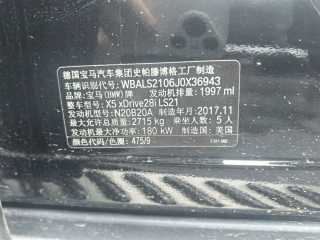 德国宝马汽车集团史帕腾博格工厂制造
车辆识别代号: WBALS2106J0X36943
品牌: 宝马(BMW) 发动机排量: 1997 ml
整车型号: X5 xDrive28i LS21
发动机型号: N20B20A 制造年月: 2017.11
最大允许总质量: 2715 kg 乘坐人数: 5 人
发动机最大净功率: 180 kW 制造国: 美国
颜色代码/色圈: 475/9